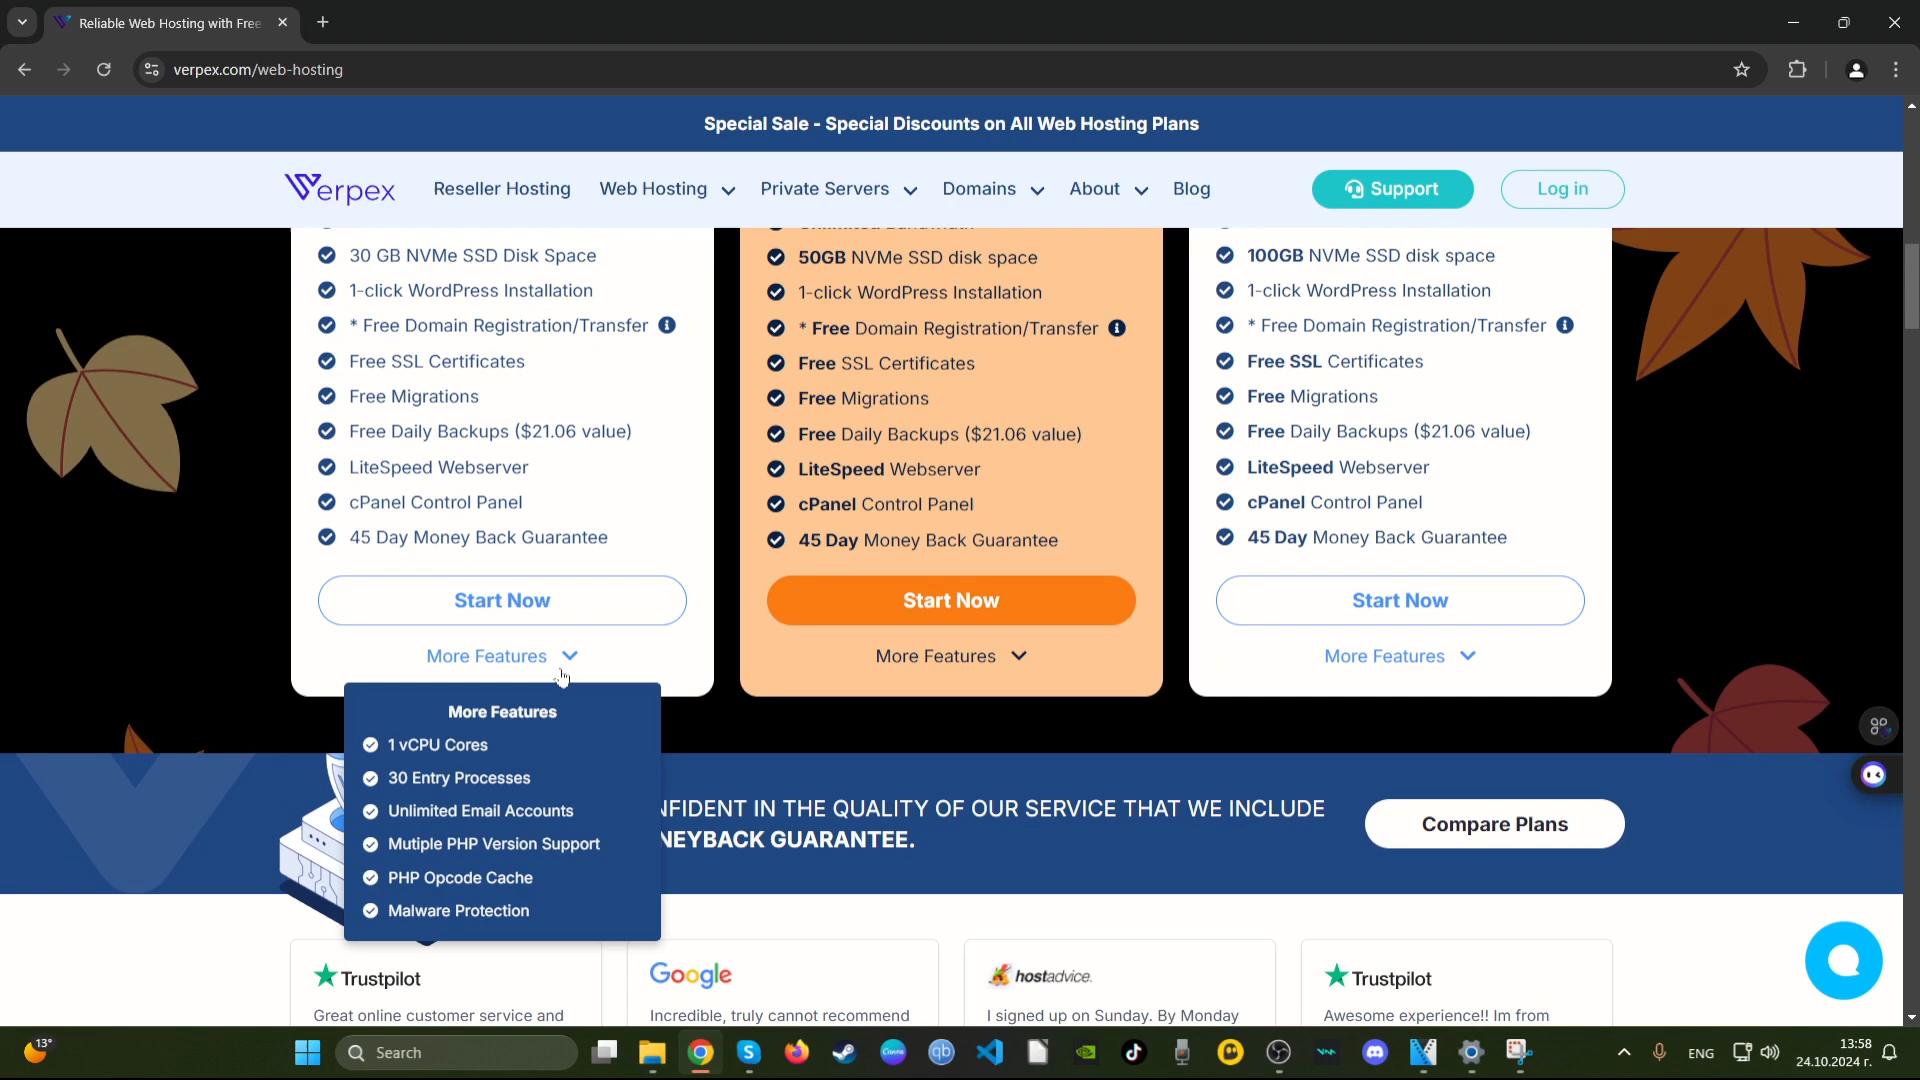 Reliable Web Hosting with Free
verpex.com/web-hosting
Special Sale - Special Discounts on All Web Hosting Plans
Verpex
Reseller Hosting
Web Hosting
Private Servers
Domains
About
Blog
Support
Log in
30 GB NVMe SSD Disk Space
1-click WordPress Installation
* Free Domain Registration/Transfer
Free SSL Certificates
Free Migrations
Free Daily Backups ($21.06 value)
LiteSpeed Webserver
cPanel Control Panel
45 Day Money Back Guarantee
Start Now
More Features
50GB NVMe SSD disk space
1-click WordPress Installation
* Free Domain Registration/Transfer
Free SSL Certificates
Free Migrations
Free Daily Backups ($21.06 value)
LiteSpeed Webserver
cPanel Control Panel
45 Day Money Back Guarantee
Start Now
More Features
100GB NVMe SSD disk space
1-click WordPress Installation
* Free Domain Registration/Transfer
Free SSL Certificates
Free Migrations
Free Daily Backups ($21.06 value)
LiteSpeed Webserver
cPanel Control Panel
45 Day Money Back Guarantee
Start Now
More Features
More Features
1 vCPU Cores
30 Entry Processes
Unlimited Email Accounts
Mutiple PHP Version Support
PHP Opcode Cache
Malware Protection
NFIDENT IN THE QUALITY OF OUR SERVICE THAT WE INCLUDE
NEYBACK GUARANTEE.
Compare Plans
Trustpilot
Great online customer service and
Google
Incredible, truly cannot recommend
hostadvice.
I signed up on Sunday. By Monday
Trustpilot
Awesome experience!! Im from
13°
Search
Canva
qb
ENG
13:58
24.10.2024 г.